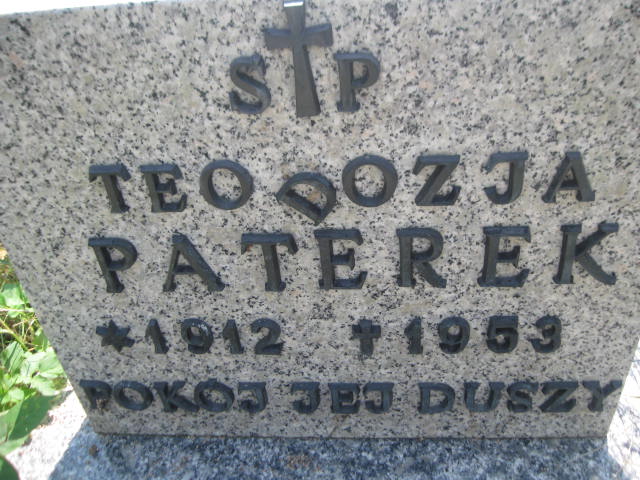 S†P
TEODOZJA
PATEREK
*1912 †1953
POKÓJ JEJ DUSZY